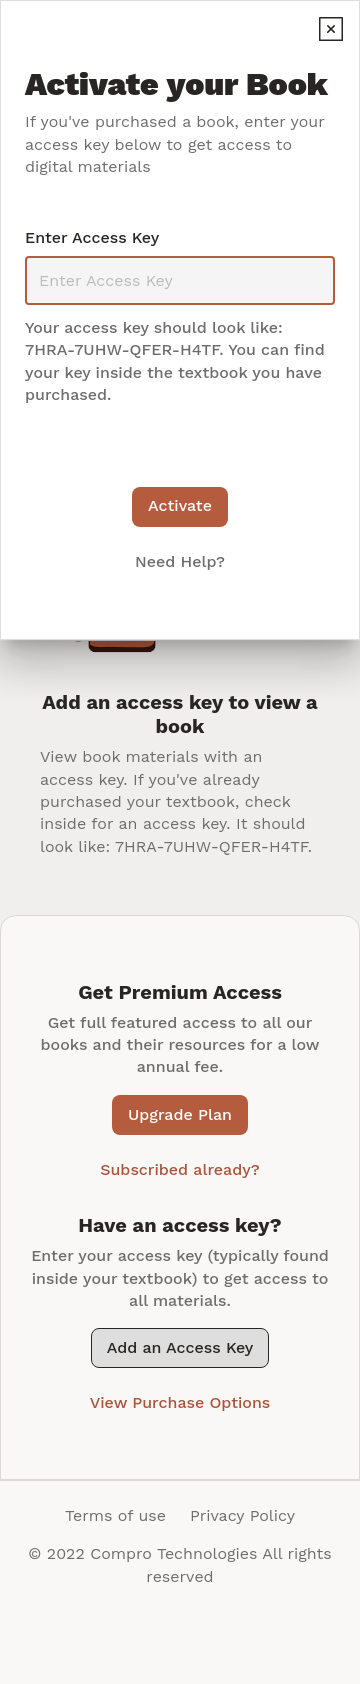 Activate your Book
If you've purchased a book, enter your
access key below to get access to
digital materials
Enter Access Key
Enter Access Key
Your access key should look like:
7HRA-7UHW-QFER-H4TF. You can find
your key inside the textbook you have
purchased.
Activate
Need Help?
Add an access key to view a
book
View book materials with an
access key. If you've already
purchased your textbook, check
inside for an access key. It should
look like: 7HRA-7UHW-QFER-H4TF.
Get Premium Access
Get full featured access to all our
books and their resources for a low
annual fee.
Upgrade Plan
Subscribed already?
Have an access key?
Enter your access key (typically found
inside your textbook) to get access to
all materials.
Add an Access Key
View Purchase Options
Terms of use Privacy Policy
© 2022 Compro Technologies All rights
reserved